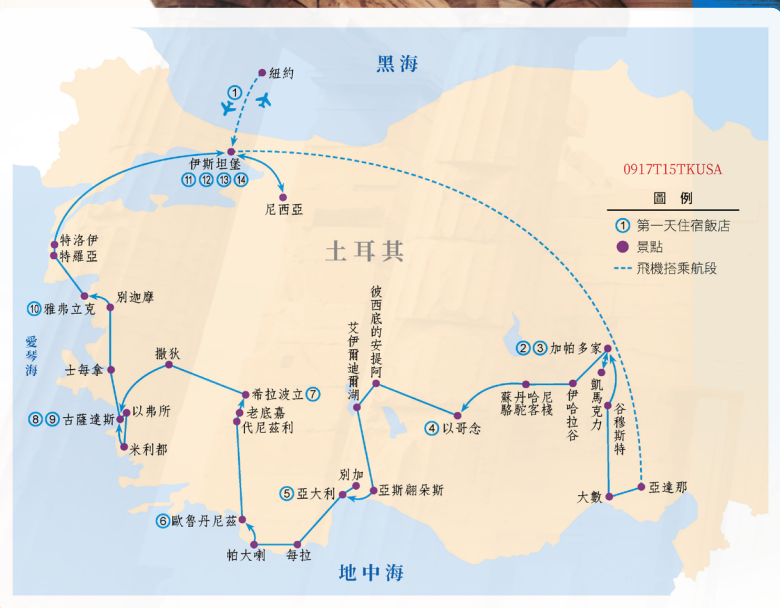 黑海
紐約
①
伊斯坦堡
⑪⑫⑬⑭
尼西亞
0917T15TKUSA
圖 例
① 第一天住宿飯店
景點
飛機搭乘航段
土耳其
特洛伊
特羅亞
⑩雅弗立克
別迦摩
愛琴海
士每拿
撒狄
彼西底的安提阿
艾伊爾迪爾湖
②③加帕多家
凱馬克力
谷穆斯特
伊哈拉谷
蘇丹哈尼
駱駝客棧
④以哥念
希拉波立⑦
老底嘉
代尼茲利
⑧⑨古薩達斯
以弗所
米利都
別加
⑤亞大利
亞斯翩朵斯
大數
亞達那
⑥歐魯丹尼茲
帕大喇
每拉
地中海